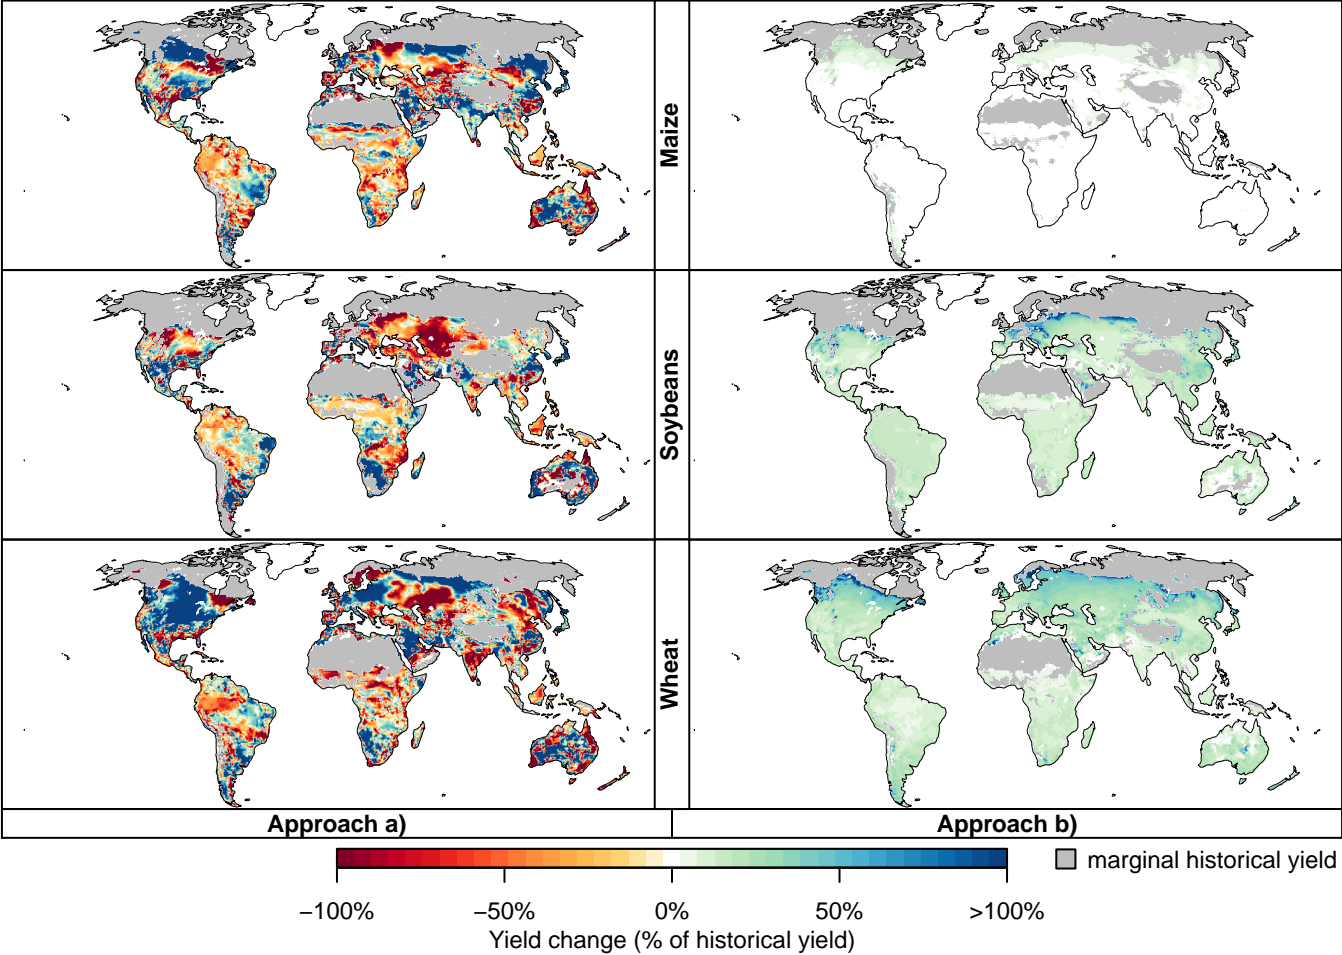 Maize
Soybeans
Wheat
Approach a)
Approach b)
marginal historical yield
−100%
−50%
0%
50%
>100%
Yield change (% of historical yield)